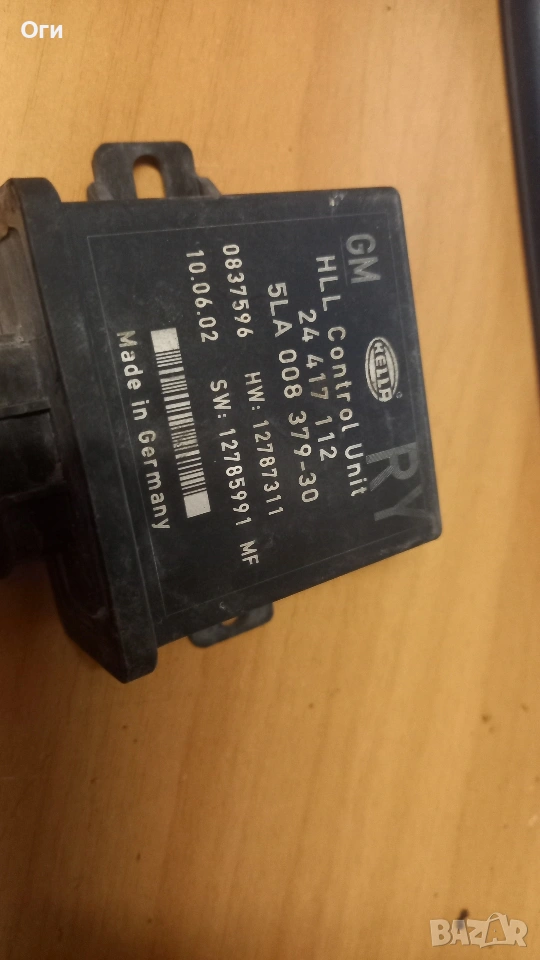 Оги
GM
HELLA
RY
HLL Control Unit
24 417 112
5LA 008 379-30
0837596 HW: 12787311
10.06.02 SW: 12785991 MF
Made in Germany
BAZAR